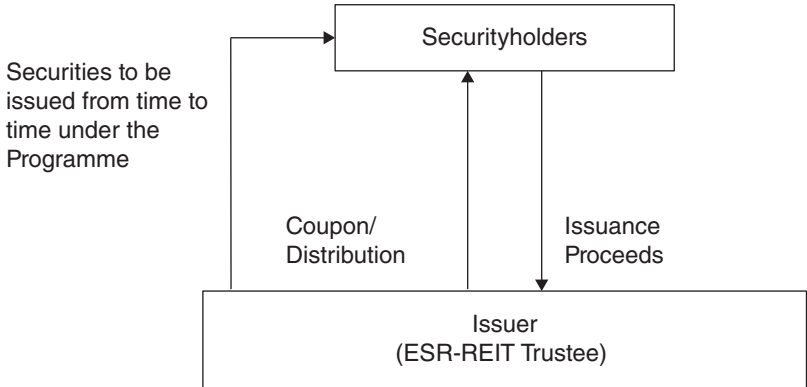 Securityholders
Securities to be
issued from time to
time under the
Programme
Coupon/
Distribution
Issuance
Proceeds
Issuer
(ESR-REIT Trustee)